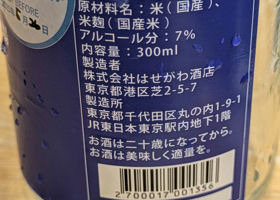 BEFORE
原材料名：米（国産）、
米麹（国産米）
アルコール分：7%
内容量：300ml
製造者
株式会社はせがわ酒店
東京都港区芝2-5-7
製造所
東京都千代田区丸の内1-9-1
JR東日本東京駅内地下1階
お酒は二十歳になってから。
お酒は美味しく適量を。
2700017001356